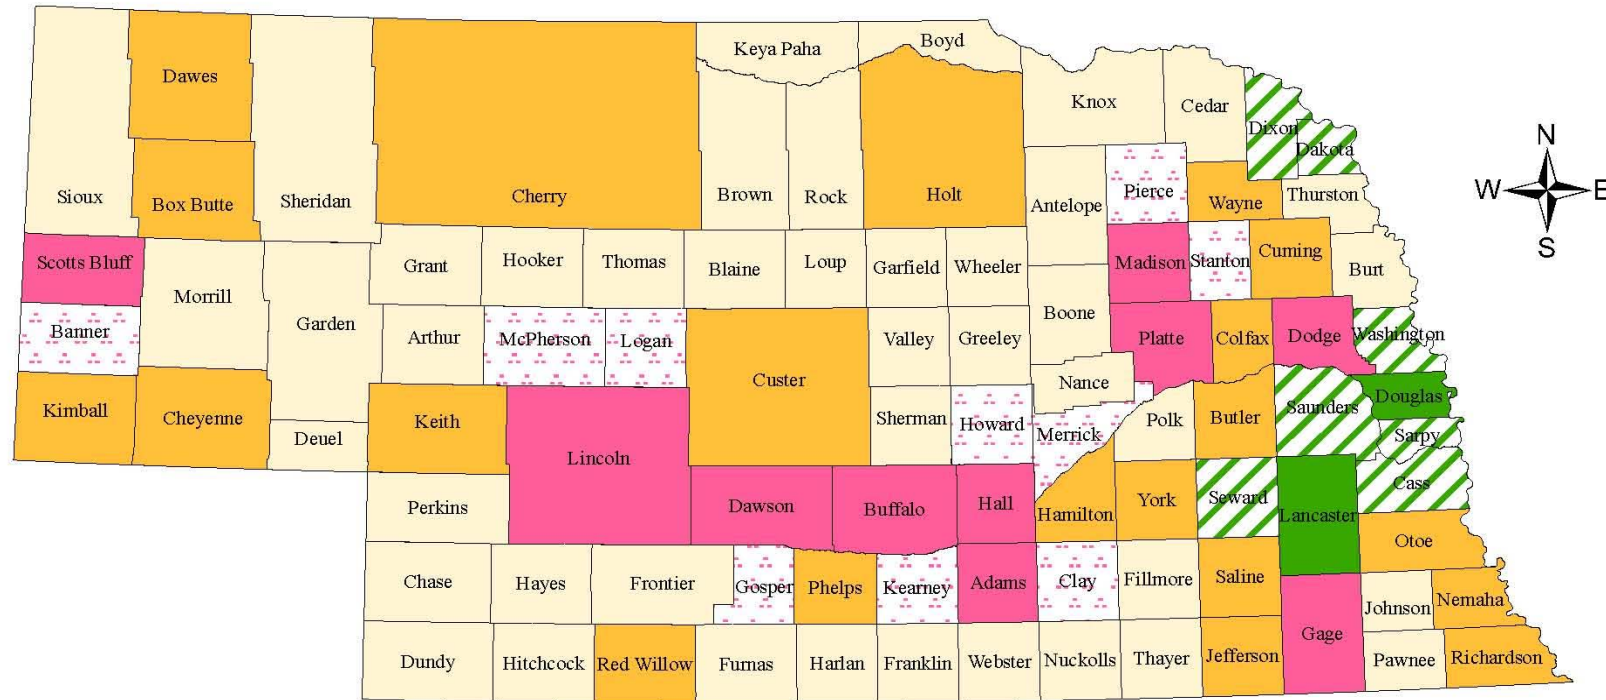 Keya Paha
Boyd
Dawes
Knox
Cedar
Dixon
Dakota
N
Sioux
Box Butte
Sheridan
Cherry
Brown
Rock
Holt
Antelope
Pierce
Wayne
Thurston
W
E
S
Scotts Bluff
Morrill
Garden
Grant
Hooker
Thomas
Blaine
Loup
Garfield
Wheeler
Boone
Madison
Stanton
Cuming
Burt
Banner
Arthur
McPherson
Logan
Custer
Valley
Greeley
Platte
Colfax
Dodge
Washington
Kimball
Cheyenne
Deuel
Keith
Lincoln
Sherman
Howard
Nance
Merrick
Polk
Butler
Saunders
Douglas
Sarpy
Perkins
Dawson
Buffalo
Hall
Hamilton
York
Seward
Lancaster
Cass
Otoe
Chase
Hayes
Frontier
Gosper
Phelps
Kearney
Adams
Clay
Fillmore
Saline
Johnson
Nemaha
Dundy
Hitchcock
Red Willow
Furnas
Harlan
Franklin
Webster
Nuckolls
Thayer
Jefferson
Gage
Pawnee
Richardson